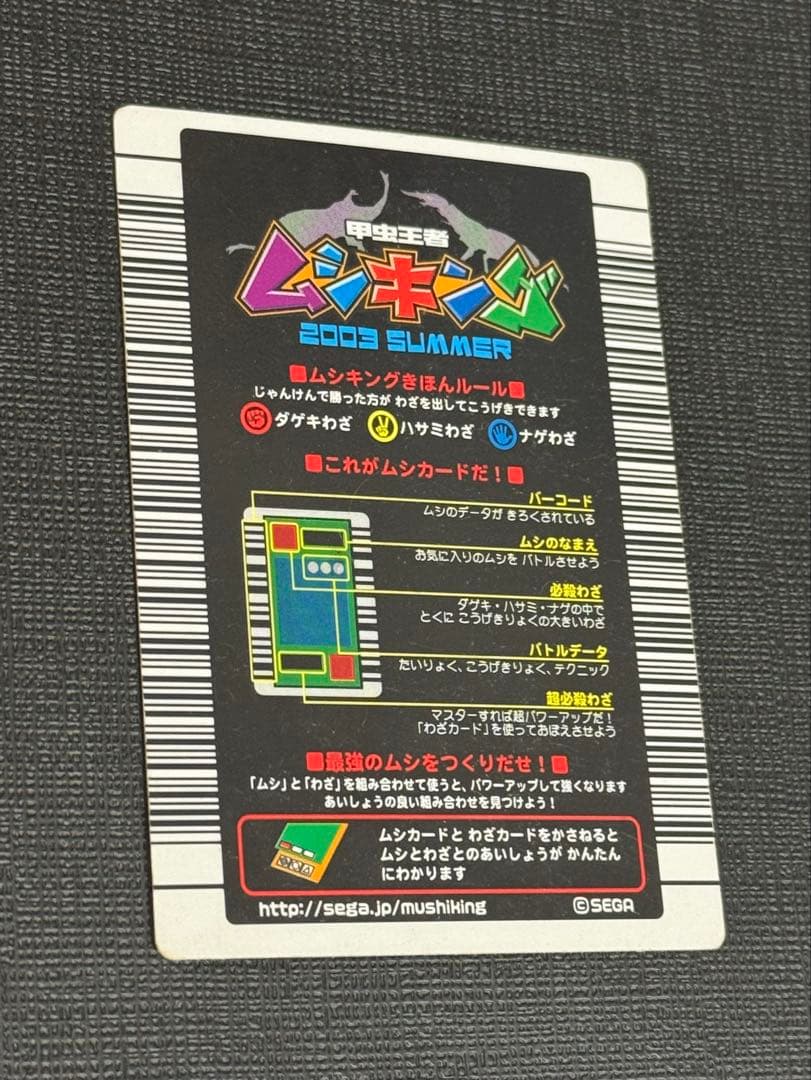 甲虫王者
ムシキング
2003 SUMMER
■ムシキングきほんルール■
じゃんけんで勝った方が わざを出してこうげきできます
ダゲキわざ ハサミわざ ナゲわざ
■これがムシカードだ！■
バーコード
ムシのデータが きろくされている
ムシのなまえ
お気に入りのムシを バトルさせよう
必殺わざ
ダゲキ・ハサミ・ナゲの中で
とくに こうげきりょくの大きいわざ
バトルデータ
たいりょく、こうげきりょく、テクニック
超必殺わざ
マスターすれば超パワーアップだ！
「わざカード」を使っておぼえさせよう
■最強のムシをつくりだせ！■
「ムシ」と「わざ」を組み合わせて使うと、パワーアップして強くなります
あいしょうの良い組み合わせを見つけよう！
ムシカードと わざカードをかさねると
ムシとわざとのあいしょうが かんたん
にわかります
http://sega.jp/mushiking ©SEGA